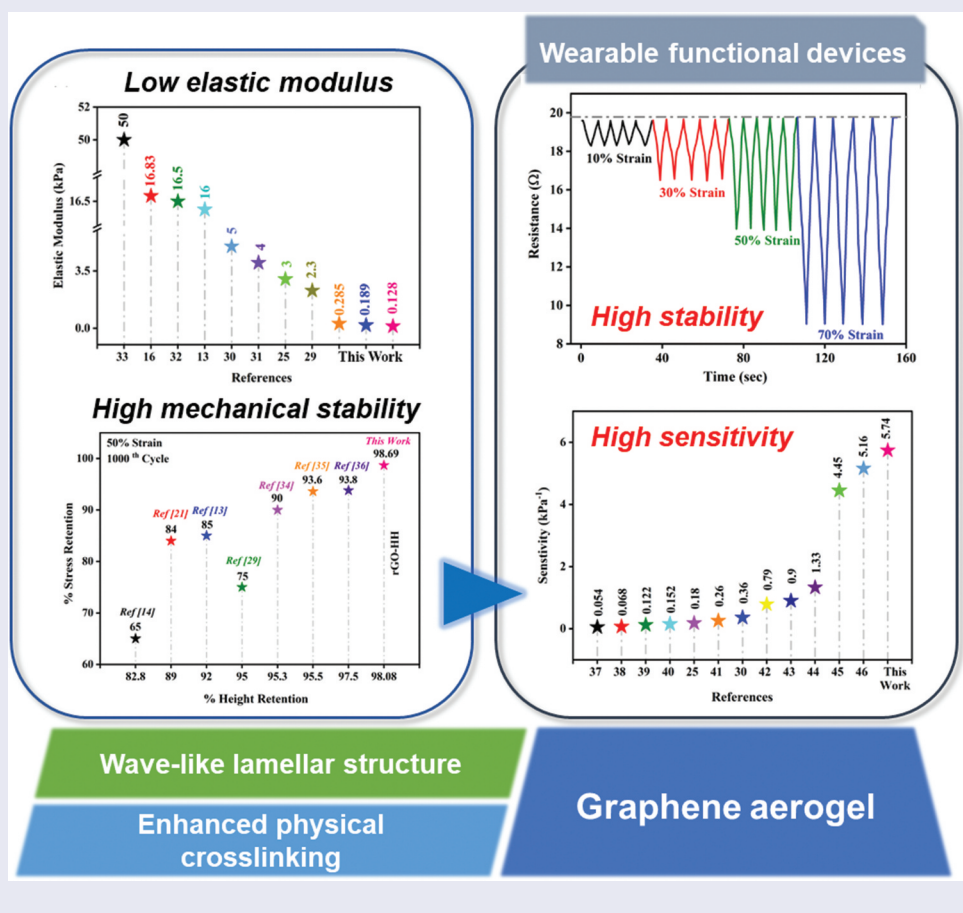 Wearable functional devices
Low elastic modulus
52
50
16.5
3.5
0.0
Elastic Modulus (kPa)
50
16.83
16.5
16
5
4
3
2.3
0.285
0.189
0.128
33 16 32 13 30 31 25 29 This Work
References
High mechanical stability
50% Strain
1000 th Cycle
100
90
80
70
60
% Stress Retention
Ref [14]
65
Ref [21]
84
Ref [13]
85
Ref [29]
75
Ref [34]
90
Ref [35]
93.6
Ref [36]
93.8
This Work
98.69
rGO-HH
82.8 89 92 95 95.3 95.5 97.5 98.08
% Height Retention
20
18
16
14
12
10
8
Resistance (Ω)
10% Strain
30% Strain
50% Strain
70% Strain
High stability
0 40 80 120 160
Time (sec)
High sensitivity
6
4
2
0
Senstivity (kPa-1)
0.054
0.068
0.122
0.152
0.18
0.26
0.36
0.79
0.9
1.33
4.45
5.16
5.74
37 38 39 40 25 41 30 42 43 44 45 46 This
Work
References
Wave-like lamellar structure
Enhanced physical
crosslinking
Graphene aerogel